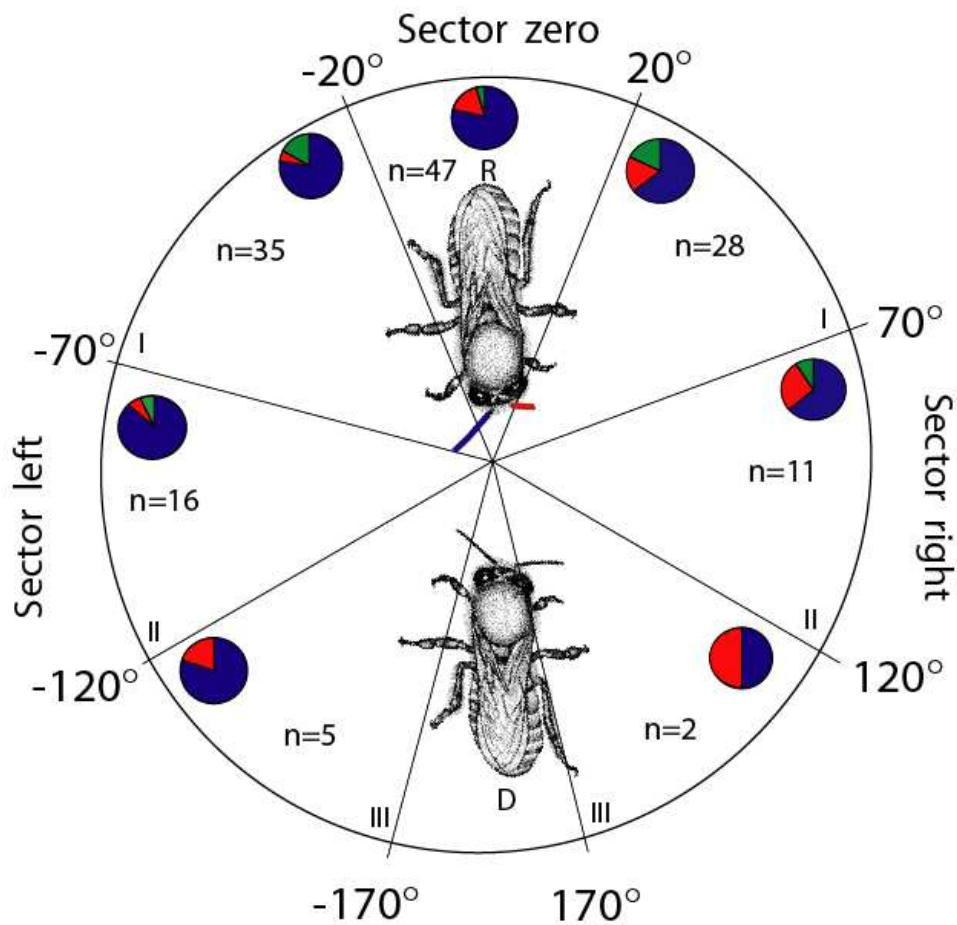 Sector zero
-20°
20°
n=47
R
n=35
n=28
-70°
I
I
70°
Sector left
n=16
n=11
Sector right
II
II
-120°
120°
n=5
n=2
D
III
III
-170°
170°